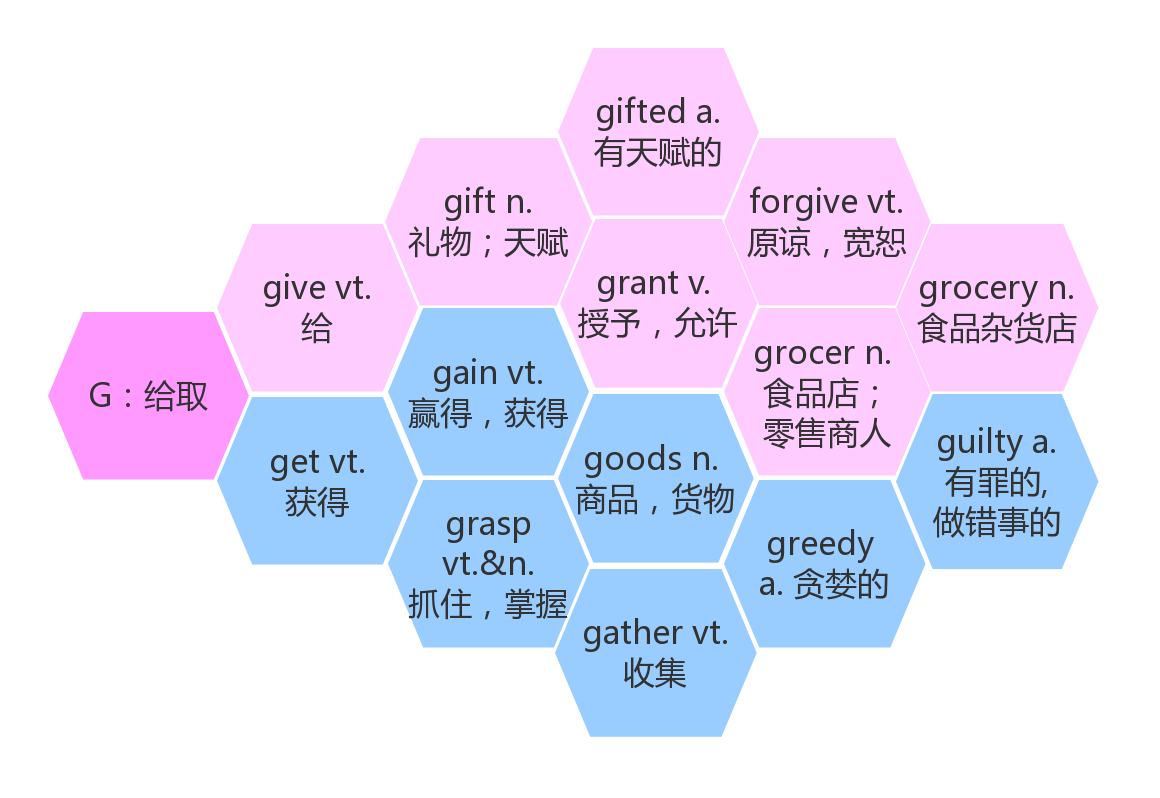 gifted a.
有天赋的
gift n.
礼物；天赋
forgive vt.
原谅，宽恕
give vt.
给
grant v.
授予，允许
grocery n.
食品杂货店
G：给取
gain vt.
赢得，获得
grocer n.
食品店；
零售商人
get vt.
获得
goods n.
商品，货物
guilty a.
有罪的,
做错事的
grasp
vt.&n.
抓住，掌握
greedy
a. 贪婪的
gather vt.
收集